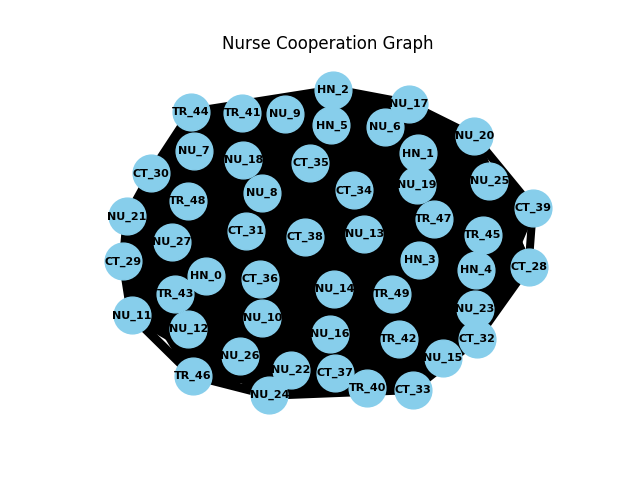 Nurse Cooperation Graph
HN_2
NU_17
TR_44
TR_41
NU_9
HN_5
NU_6
NU_20
NU_7
NU_18
CT_35
HN_1
CT_30
NU_8
CT_34
NU_19
NU_25
TR_48
CT_39
NU_21
TR_47
CT_31
CT_38
NU_13
TR_45
NU_27
CT_29
HN_3
HN_4
CT_28
HN_0
CT_36
TR_43
NU_14
TR_49
NU_11
NU_23
NU_12
NU_10
NU_16
TR_42
CT_32
NU_26
NU_15
TR_46
NU_22
CT_37
NU_24
TR_40
CT_33